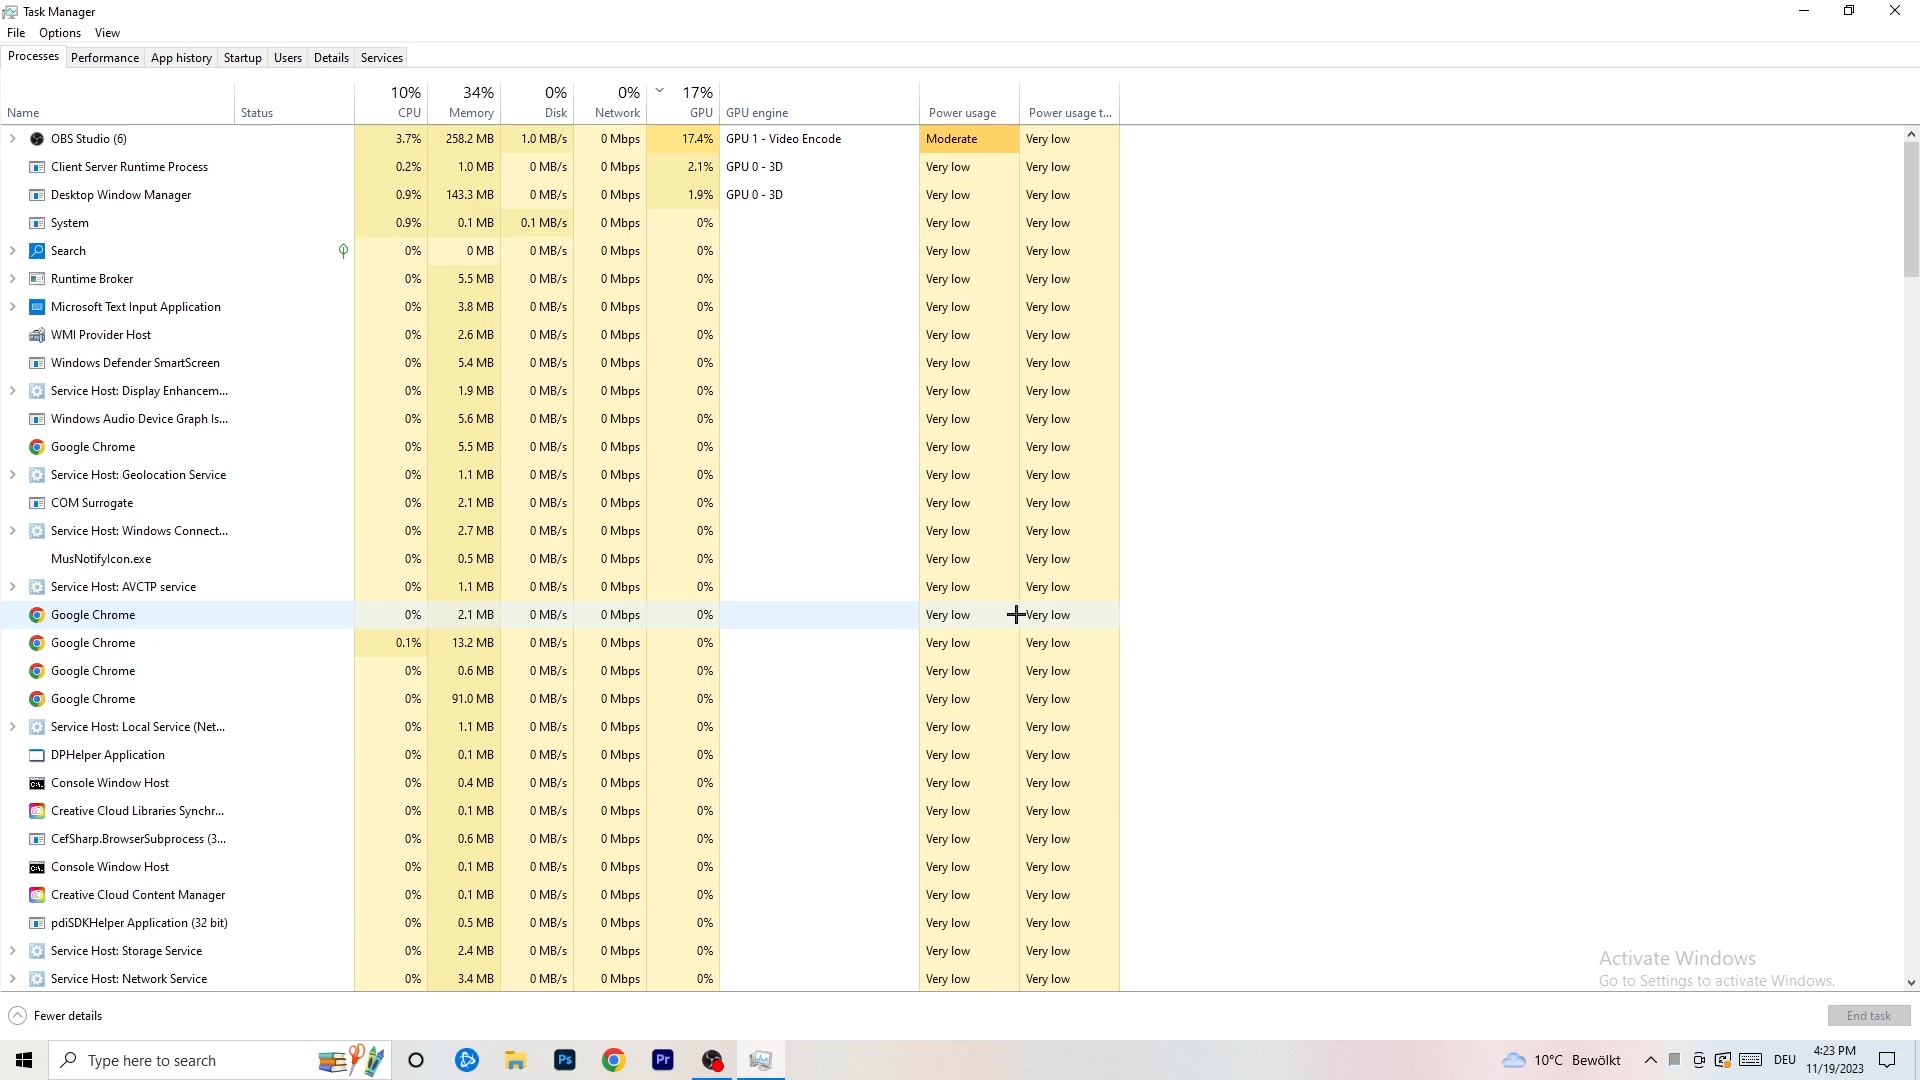 Task Manager
File Options View
Processes Performance App history Startup Users Details Services
10% 34% 0% 0% 17%
Name Status CPU Memory Disk Network GPU GPU engine Power usage Power usage t...
OBS Studio (6) 3.7% 258.2 MB 1.0 MB/s 0 Mbps 17.4% GPU 1 - Video Encode Moderate Very low
Client Server Runtime Process 0.2% 1.0 MB 0 MB/s 0 Mbps 2.1% GPU 0 - 3D Very low Very low
Desktop Window Manager 0.9% 143.3 MB 0 MB/s 0 Mbps 1.9% GPU 0 - 3D Very low Very low
System 0.9% 0.1 MB 0.1 MB/s 0 Mbps 0% Very low Very low
Search 0% 0 MB 0 MB/s 0 Mbps 0% Very low Very low
Runtime Broker 0% 5.5 MB 0 MB/s 0 Mbps 0% Very low Very low
Microsoft Text Input Application 0% 3.8 MB 0 MB/s 0 Mbps 0% Very low Very low
WMI Provider Host 0% 2.6 MB 0 MB/s 0 Mbps 0% Very low Very low
Windows Defender SmartScreen 0% 5.4 MB 0 MB/s 0 Mbps 0% Very low Very low
Service Host: Display Enhancem... 0% 1.9 MB 0 MB/s 0 Mbps 0% Very low Very low
Windows Audio Device Graph Is... 0% 5.6 MB 0 MB/s 0 Mbps 0% Very low Very low
Google Chrome 0% 5.5 MB 0 MB/s 0 Mbps 0% Very low Very low
Service Host: Geolocation Service 0% 1.1 MB 0 MB/s 0 Mbps 0% Very low Very low
COM Surrogate 0% 2.1 MB 0 MB/s 0 Mbps 0% Very low Very low
Service Host: Windows Connect... 0% 2.7 MB 0 MB/s 0 Mbps 0% Very low Very low
MusNotifyIcon.exe 0% 0.5 MB 0 MB/s 0 Mbps 0% Very low Very low
Service Host: AVCTP service 0% 1.1 MB 0 MB/s 0 Mbps 0% Very low Very low
Google Chrome 0% 2.1 MB 0 MB/s 0 Mbps 0% Very low Very low
Google Chrome 0.1% 13.2 MB 0 MB/s 0 Mbps 0% Very low Very low
Google Chrome 0% 0.6 MB 0 MB/s 0 Mbps 0% Very low Very low
Google Chrome 0% 91.0 MB 0 MB/s 0 Mbps 0% Very low Very low
Service Host: Local Service (Net... 0% 1.1 MB 0 MB/s 0 Mbps 0% Very low Very low
DPHelper Application 0% 0.1 MB 0 MB/s 0 Mbps 0% Very low Very low
Console Window Host 0% 0.4 MB 0 MB/s 0 Mbps 0% Very low Very low
Creative Cloud Libraries Synchr... 0% 0.1 MB 0 MB/s 0 Mbps 0% Very low Very low
CefSharp.BrowserSubprocess (3... 0% 0.6 MB 0 MB/s 0 Mbps 0% Very low Very low
Console Window Host 0% 0.1 MB 0 MB/s 0 Mbps 0% Very low Very low
Creative Cloud Content Manager 0% 0.1 MB 0 MB/s 0 Mbps 0% Very low Very low
pdiSDKHelper Application (32 bit) 0% 0.5 MB 0 MB/s 0 Mbps 0% Very low Very low
Service Host: Storage Service 0% 2.4 MB 0 MB/s 0 Mbps 0% Very low Very low
Service Host: Network Service 0% 3.4 MB 0 MB/s 0 Mbps 0% Very low Very low
Activate Windows
Go to Settings to activate Windows.
Fewer details End task
Type here to search Ps Pr 10°C Bewölkt DEU 4:23 PM
11/19/2023